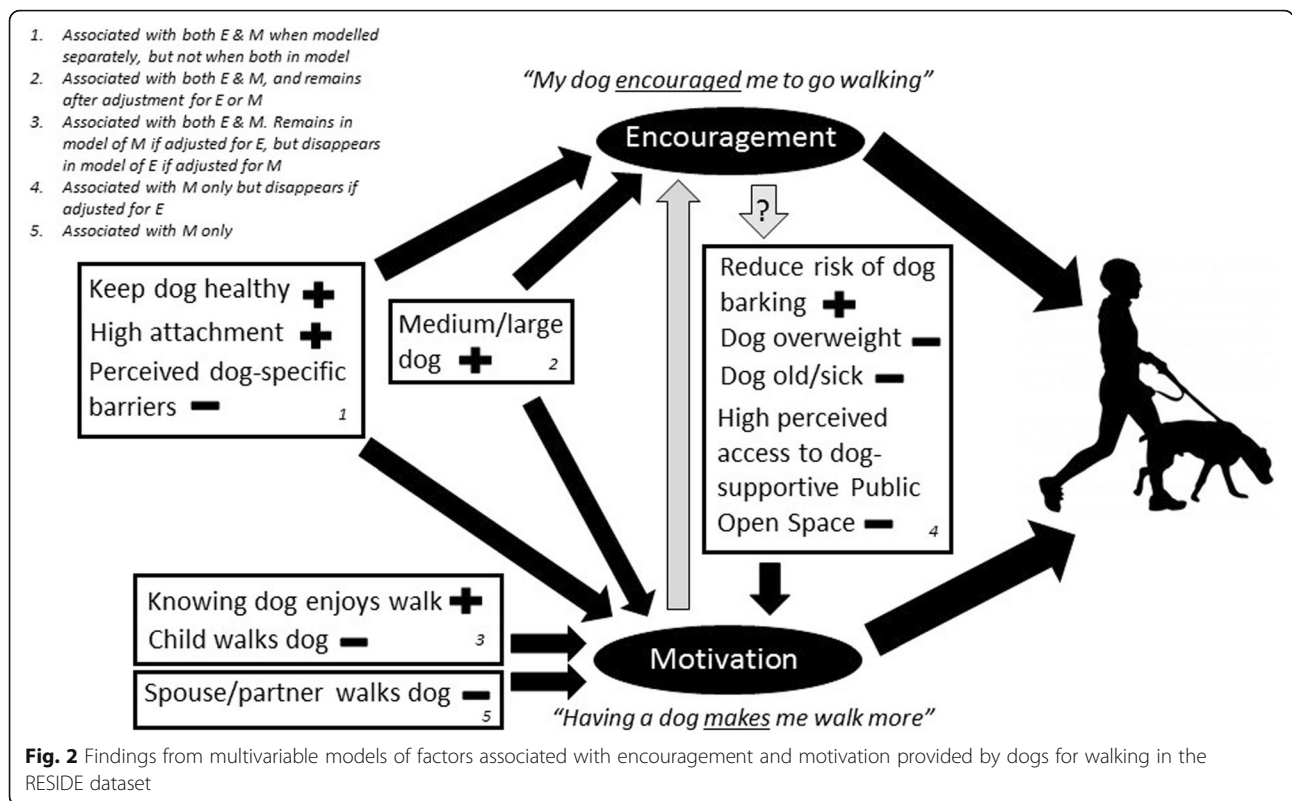 1. Associated with both E & M when modelled
separately, but not when both in model
2. Associated with both E & M, and remains
after adjustment for E or M
3. Associated with both E & M. Remains in
model of M if adjusted for E, but disappears
in model of E if adjusted for M
4. Associated with M only but disappears if
adjusted for E
5. Associated with M only
"My dog encouraged me to go walking"
Encouragement
?
Keep dog healthy +
High attachment +
Perceived dog-specific
barriers -
1
Medium/large
dog +
2
Reduce risk of dog
barking +
Dog overweight -
Dog old/sick -
High perceived
access to dog-
supportive Public
Open Space -
4
Knowing dog enjoys walk +
Child walks dog -
3
Spouse/partner walks dog -
5
Motivation
"Having a dog makes me walk more"
Fig. 2 Findings from multivariable models of factors associated with encouragement and motivation provided by dogs for walking in the
RESIDE dataset